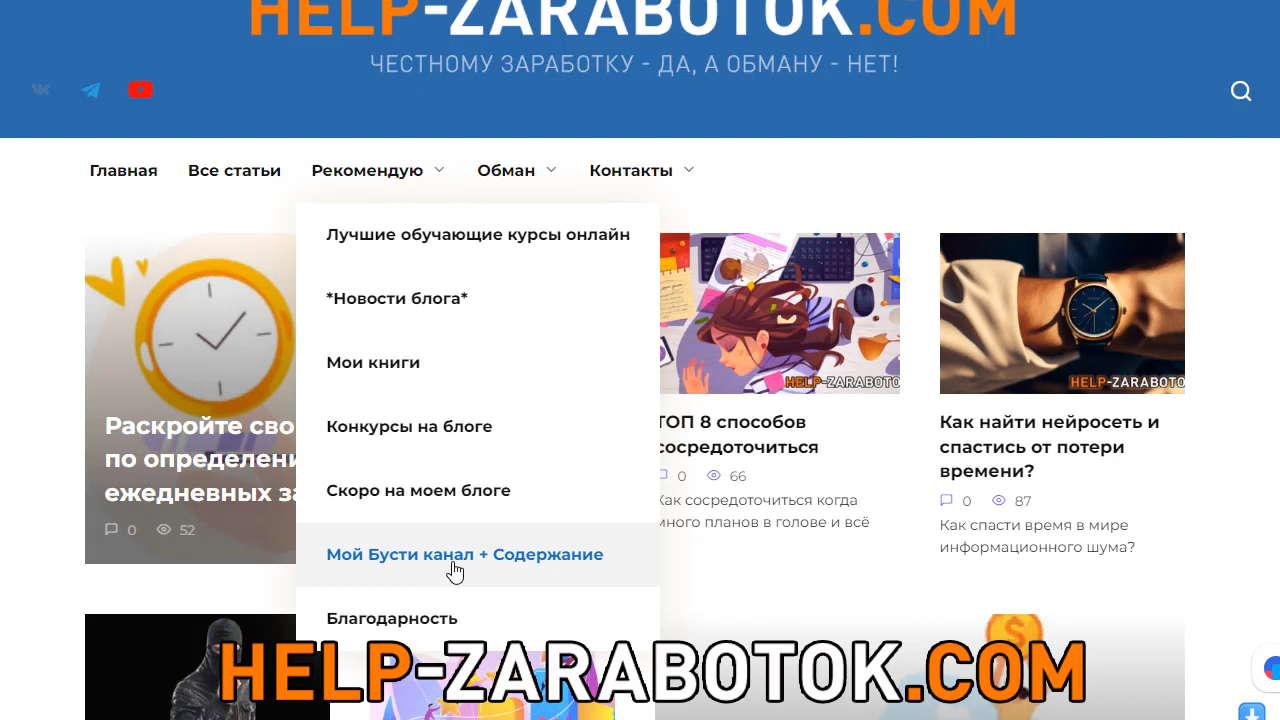 HELP-ZARABOTOK.COM
ЧЕСТНОМУ ЗАРАБОТКУ - ДА, А ОБМАНУ - НЕТ!
Главная
Все статьи
Рекомендую
Обман
Контакты
Лучшие обучающие курсы онлайн
*Новости блога*
Мои книги
Конкурсы на блоге
Скоро на моем блоге
Мой Бусти канал + Содержание
Благодарность
Раскройте сво
по определени
ежедневных за
0
52
HELP-ZARABOTO
ТОП 8 способов
сосредоточиться
0
66
Как сосредоточиться когда
много планов в голове и всё
HELP-ZARABOTO
Как найти нейросеть и
спастись от потери
времени?
0
87
Как спасти время в мире
информационного шума?
HELP-ZARABOTOK.COM